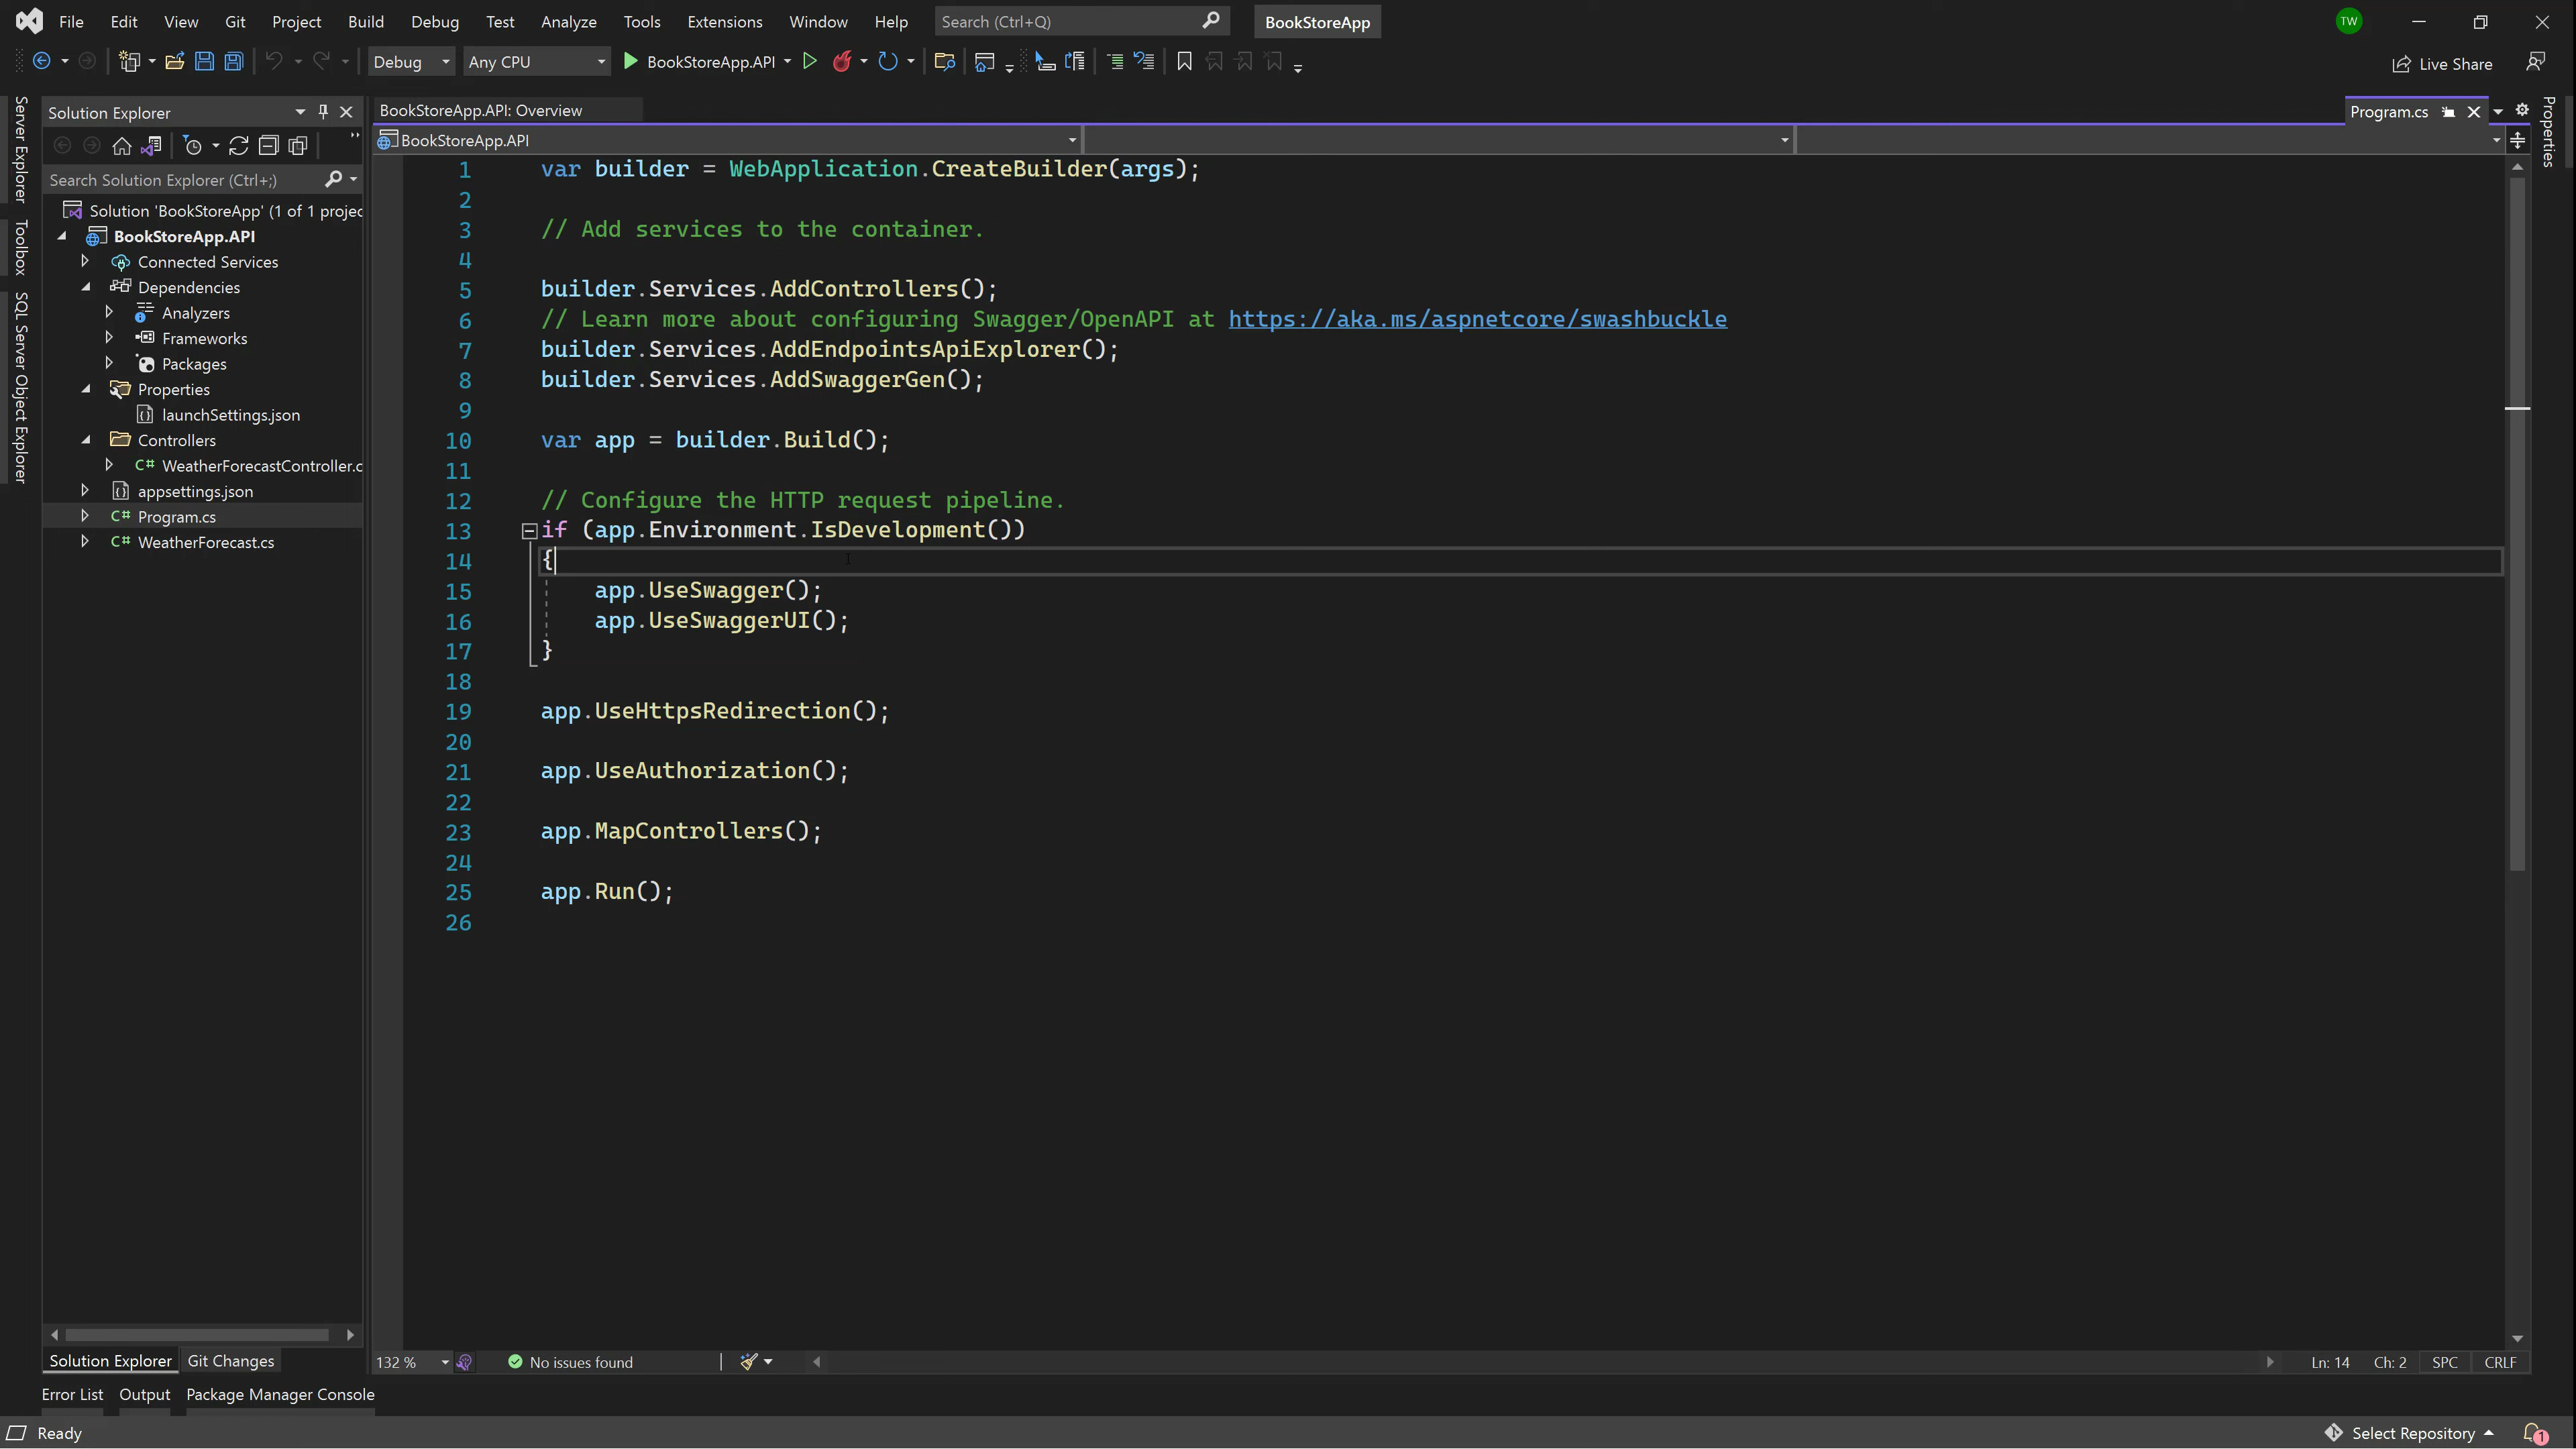 File Edit View Git Project Build Debug Test Analyze Tools Extensions Window Help Search (Ctrl+Q) BookStoreApp TW
Debug Any CPU BookStoreApp.API Live Share
Server Explorer
Toolbox
SQL Server Object Explorer
Solution Explorer
Search Solution Explorer (Ctrl+;)
Solution 'BookStoreApp' (1 of 1 projec
BookStoreApp.API
Connected Services
Dependencies
Analyzers
Frameworks
Packages
Properties
launchSettings.json
Controllers
C# WeatherForecastController.c
appsettings.json
C# Program.cs
C# WeatherForecast.cs
Solution Explorer Git Changes
BookStoreApp.API: Overview Program.cs
BookStoreApp.API
Properties
1 var builder = WebApplication.CreateBuilder(args);
2
3 // Add services to the container.
4
5 builder.Services.AddControllers();
6 // Learn more about configuring Swagger/OpenAPI at https://aka.ms/aspnetcore/swashbuckle
7 builder.Services.AddEndpointsApiExplorer();
8 builder.Services.AddSwaggerGen();
9
10 var app = builder.Build();
11
12 // Configure the HTTP request pipeline.
13 if (app.Environment.IsDevelopment())
14 {
15 app.UseSwagger();
16 app.UseSwaggerUI();
17 }
18
19 app.UseHttpsRedirection();
20
21 app.UseAuthorization();
22
23 app.MapControllers();
24
25 app.Run();
26
132 % No issues found Ln: 14 Ch: 2 SPC CRLF
Error List Output Package Manager Console
Ready Select Repository 1